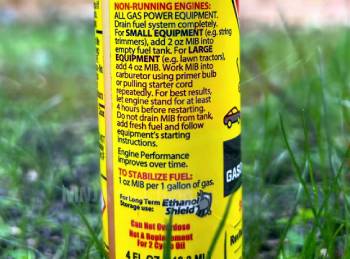 NON-RUNNING ENGINES:
ALL GAS POWER EQUIPMENT.
Drain fuel system completely.
For SMALL EQUIPMENT (e.g. string
trimmers), add 2 oz MIB into
empty fuel tank. For LARGE
EQUIPMENT (e.g. lawn tractors),
add 4 oz MIB. Work MIB into
carburetor using primer bulb
or pulling starter cord
repeatedly. For best results,
let engine stand for at least
4 hours before restarting.
Do not drain MIB from tank,
add fresh fuel and follow
equipment's starting
instructions.
Engine Performance
improves over time.
TO STABILIZE FUEL:
1 oz MIB per 1 gallon of gas.
For Long Term
Storage use:
Ethanol
Shield
Can Not Overdose
Not A Replacement
For 2 Cycle Oil
4 FL OZ
GAS